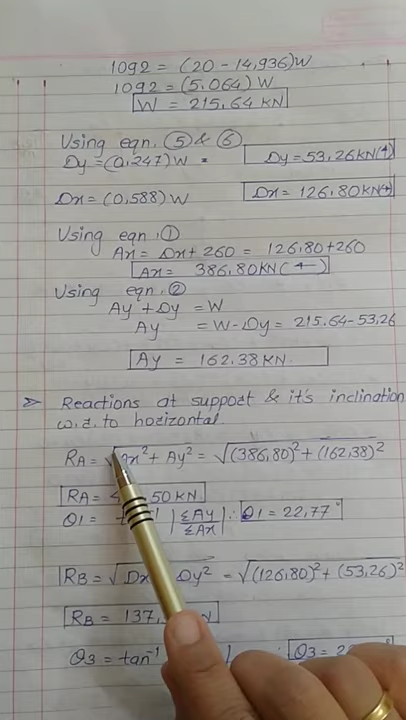 1092 = (20 - 14,936)W
1092 = (5.064) W
W = 215.64 KN
Using eqn. ⑤ & ⑥
Dy = (0,247)W = Dy = 53,26 KN(↑)
Dx = (0,588)W Dx = 126,80 KN
Using eqn. ①
Ax = Dx + 260 = 126,80 + 260
Ax = 386,80 KN (←)
Using eqn. ②
Ay + Dy = W
Ay = W - Dy = 215.64 - 53,26
Ay = 162.38 KN
➢ Reactions at support & it's inclination
w.r. to horizontal.
RA = √Ax² + Ay² = √(386,80)² + (162,38)²
RA = 50 KN
θ1 = |ΣAy/ΣAx| ∴ θ1 = 22,77°
RB = √Dx² Dy² = √(126,80)² + (53,26)²
RB = 137,
θ3 = tan⁻¹ θ3 =